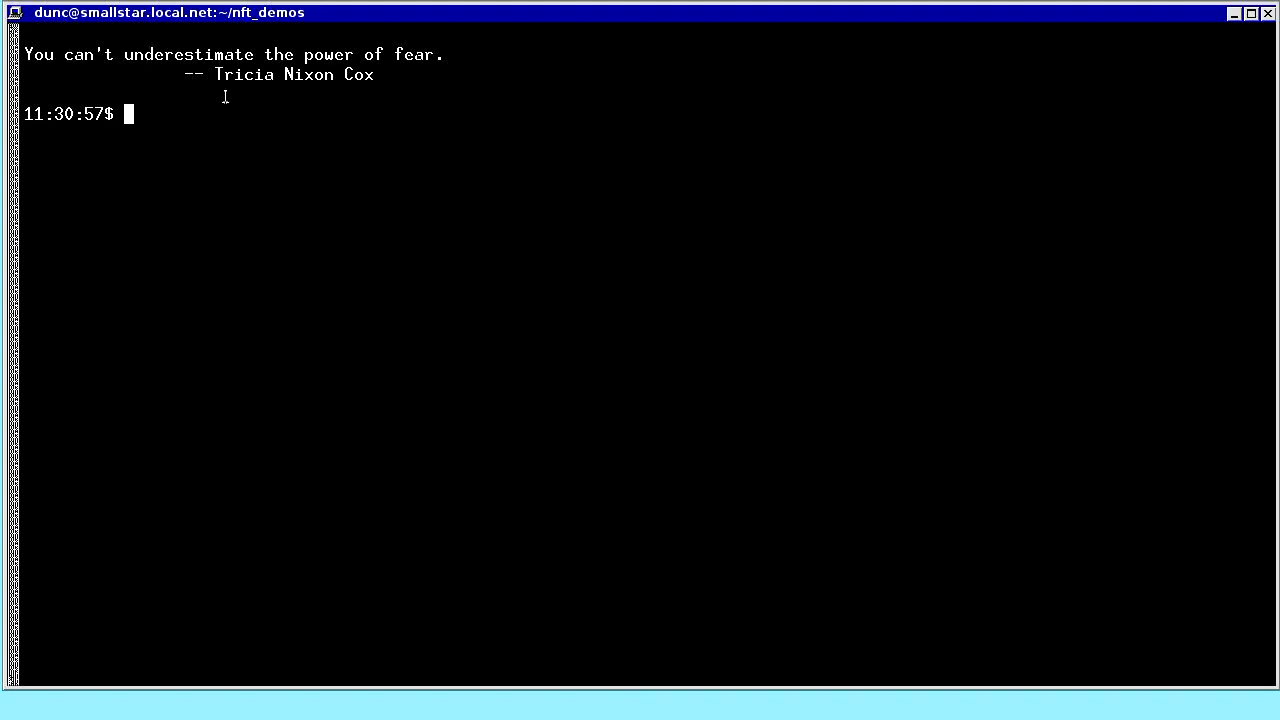 dunc@smallstar.local.net:~/nft_demos
You can't underestimate the power of fear.
-- Tricia Nixon Cox
11:30:57$